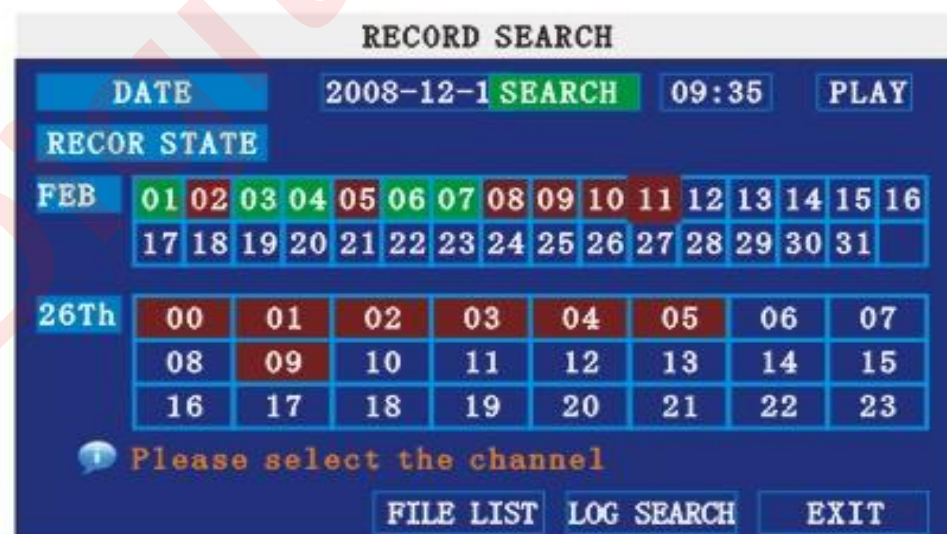 RECORD SEARCH
DATE 2008-12-1 SEARCH 09:35 PLAY
RECOR STATE
FEB 01 02 03 04 05 06 07 08 09 10 11 12 13 14 15 16
17 18 19 20 21 22 23 24 25 26 27 28 29 30 31
26Th 00 01 02 03 04 05 06 07
08 09 10 11 12 13 14 15
16 17 18 19 20 21 22 23
Please select the channel
FILE LIST LOG SEARCH EXIT